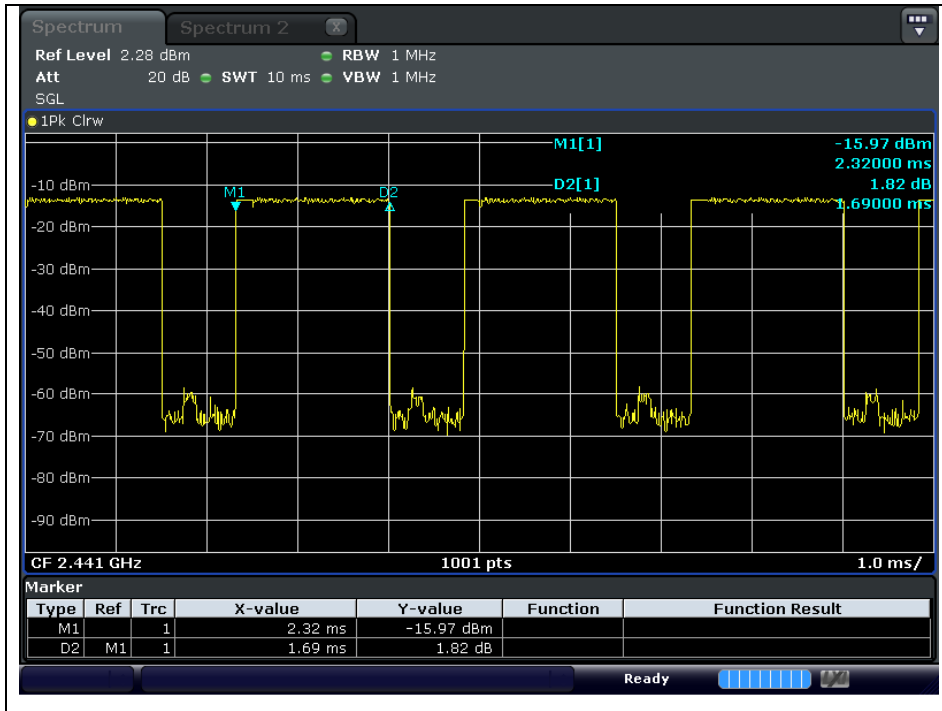 Spectrum Spectrum 2 X
Ref Level 2.28 dBm RBW 1 MHz
Att 20 dB SWT 10 ms VBW 1 MHz
SGL
1Pk Clrw
M1[1] -15.97 dBm
2.32000 ms
-10 dBm D2[1] 1.82 dB
M1 D2 1.69000 ms
-20 dBm
-30 dBm
-40 dBm
-50 dBm
-60 dBm
-70 dBm
-80 dBm
-90 dBm
CF 2.441 GHz 1001 pts 1.0 ms/
Marker
Type Ref Trc X-value Y-value Function Function Result
M1 1 2.32 ms -15.97 dBm
D2 M1 1 1.69 ms 1.82 dB
Ready